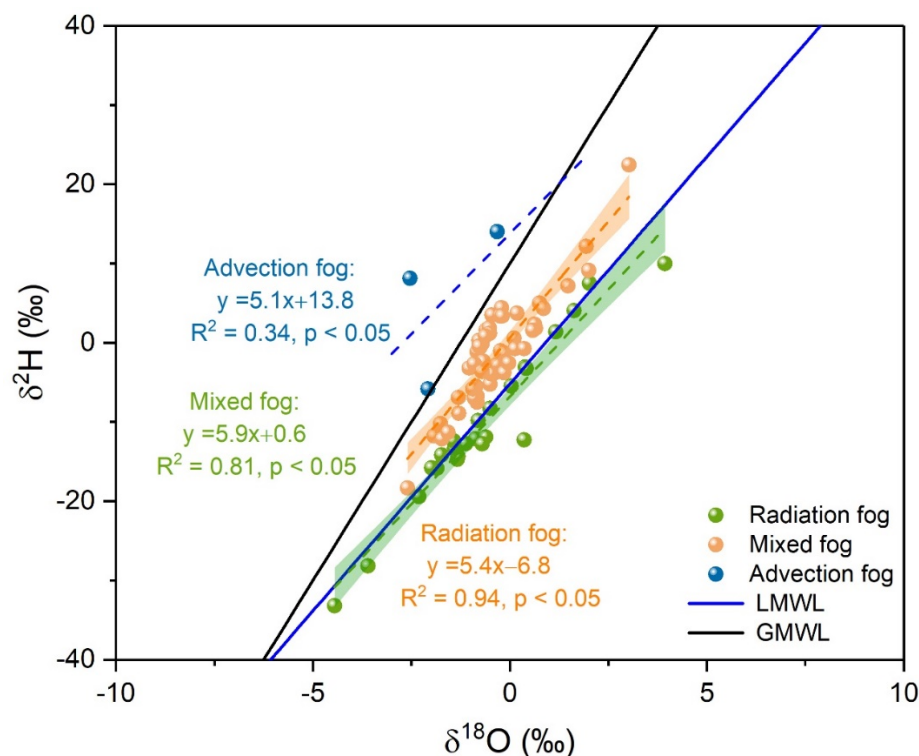 40
20
0
-20
-40
δ²H (‰)
Advection fog:
y =5.1x+13.8
R² = 0.34, p < 0.05
Mixed fog:
y=5.9x+0.6
R² = 0.81, p < 0.05
Radiation fog:
y =5.4x−6.8
R² = 0.94, p < 0.05
Radiation fog
Mixed fog
Advection fog
LMWL
GMWL
-10
-5
0
5
10
δ¹⁸O (‰)